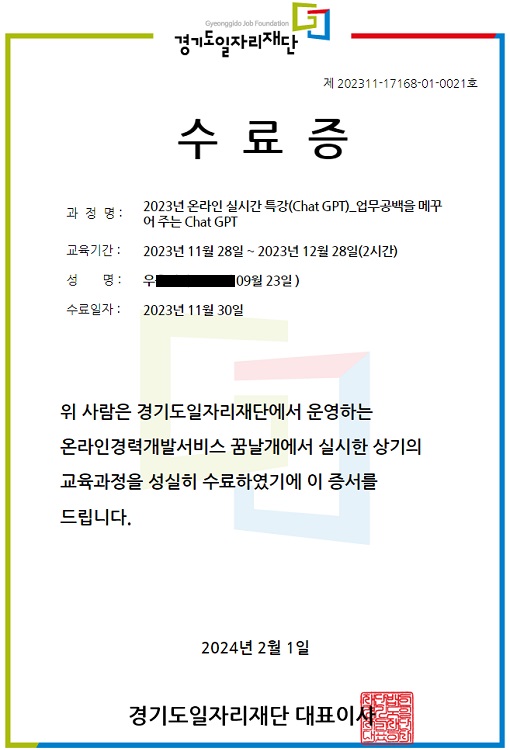 Gyeonggido Job Foundation
경기도일자리재단
제 202311-17168-01-0021호
수 료 증
과 정 명 : 2023년 온라인 실시간 특강(Chat GPT)_업무공백을 메꾸
어 주는 Chat GPT
교육기간 : 2023년 11월 28일 ~ 2023년 12월 28일(2시간)
성 명 : 우 09월 23일 )
수료일자 : 2023년 11월 30일
위 사람은 경기도일자리재단에서 운영하는
온라인경력개발서비스 꿈날개에서 실시한 상기의
교육과정을 성실히 수료하였기에 이 증서를
드립니다.
2024년 2월 1일
경기도일자리재단 대표이사